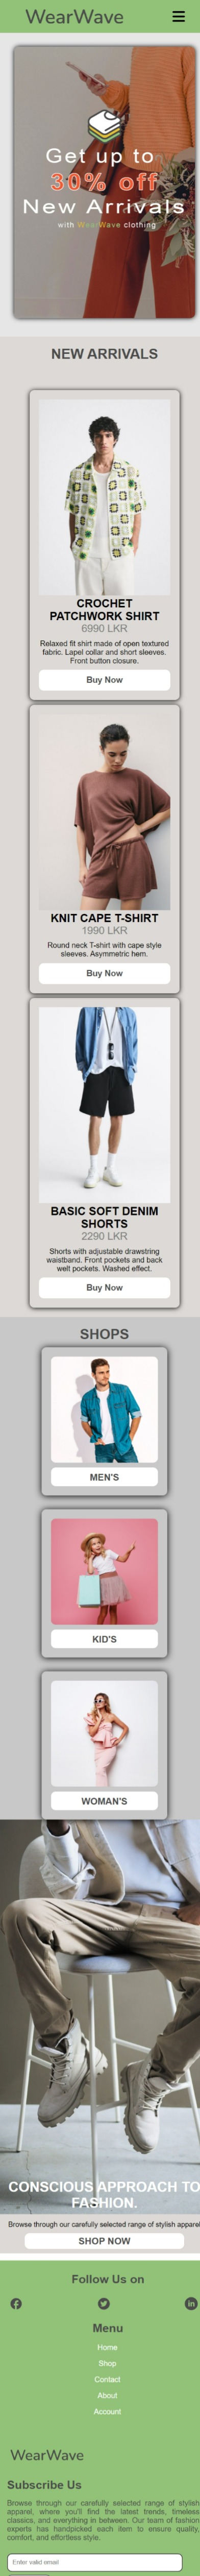 WearWave
Get up to
30% off
New Arrivals
with WearWave clothing
NEW ARRIVALS
CROCHET
PATCHWORK SHIRT
6990 LKR
Relaxed fit shirt made of open textured
fabric. Lapel collar and short sleeves.
Front button closure.
Buy Now
KNIT CAPE T-SHIRT
1990 LKR
Round neck T-shirt with cape style
sleeves. Asymmetric hem.
Buy Now
BASIC SOFT DENIM
SHORTS
2290 LKR
Shorts with adjustable drawstring
waistband. Front pockets and back
welt pockets. Washed effect.
Buy Now
SHOPS
MEN'S
KID'S
WOMAN'S
CONSCIOUS APPROACH TO
FASHION.
Browse through our carefully selected range of stylish apparel
SHOP NOW
Follow Us on
Menu
Home
Shop
Contact
About
Account
WearWave
Subscribe Us
Browse through our carefully selected range of stylish
apparel, where you'll find the latest trends, timeless
classics, and everything in between. Our team of fashion
experts has handpicked each item to ensure quality,
comfort, and effortless style.
Enter valid email